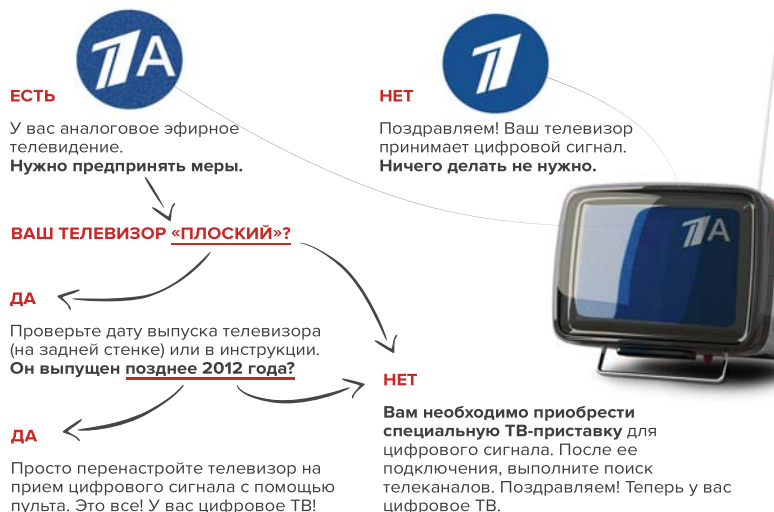 1А
1
ЕСТЬ
У вас аналоговое эфирное
телевидение.
Нужно предпринять меры.
НЕТ
Поздравляем! Ваш телевизор
принимает цифровой сигнал.
Ничего делать не нужно.
1А
ВАШ ТЕЛЕВИЗОР «ПЛОСКИЙ»?
ДА
Проверьте дату выпуска телевизора
(на задней стенке) или в инструкции.
Он выпущен позднее 2012 года?
НЕТ
Вам необходимо приобрести
специальную ТВ-приставку для
цифрового сигнала. После ее
подключения, выполните поиск
телеканалов. Поздравляем! Теперь у вас
цифровое ТВ.
ДА
Просто перенастройте телевизор на
прием цифрового сигнала с помощью
пульта. Это все! У вас цифровое ТВ!